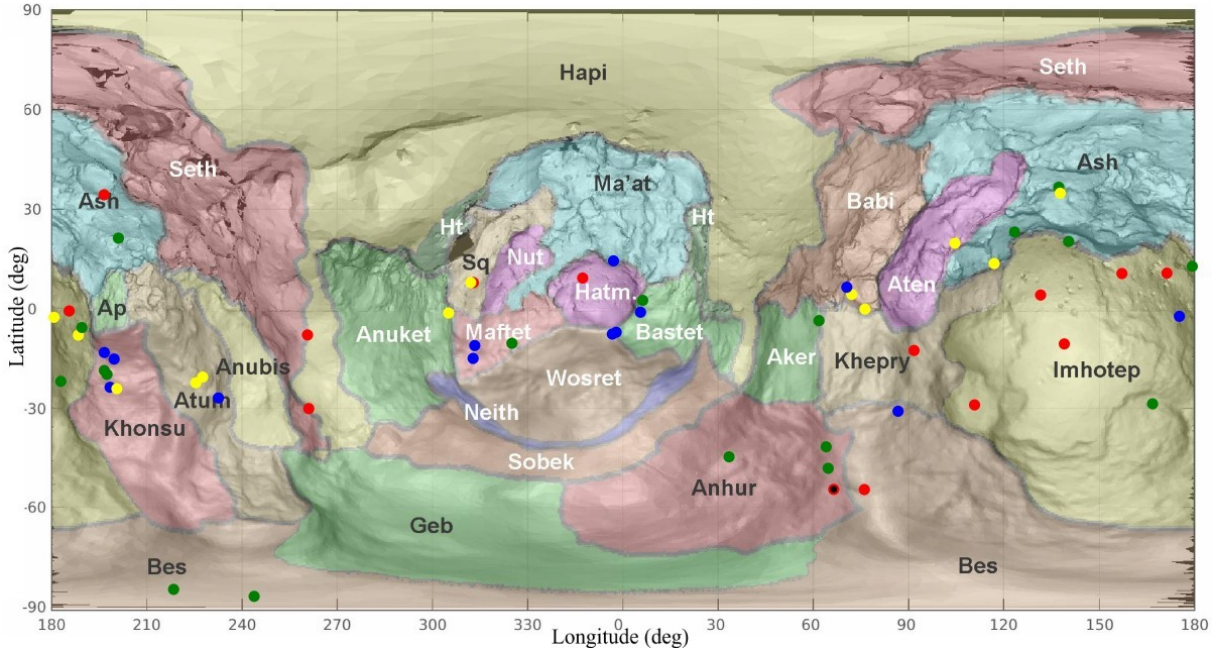 90
Hapi
Seth
60
Seth
Ma'at
Ash
Ash
Babi
30
Ht
Ht
Sq
Nut
Aten
Ap
Hatm.
0
Anuket
Maffet
Bastet
Aker
Khepry
Anubis
Wosret
Imhotep
Atum
-30
Khonsu
Neith
Sobek
Anhur
-60
Geb
Bes
Bes
-90
180
210
240
270
300
330
0
30
60
90
120
150
180
Latitude (deg)
Longitude (deg)